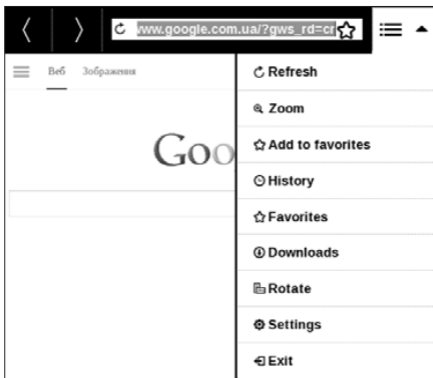 www.google.com.ua/?gws_rd=cr
Веб Зображення
Goo
Refresh
Zoom
Add to favorites
History
Favorites
Downloads
Rotate
Settings
Exit